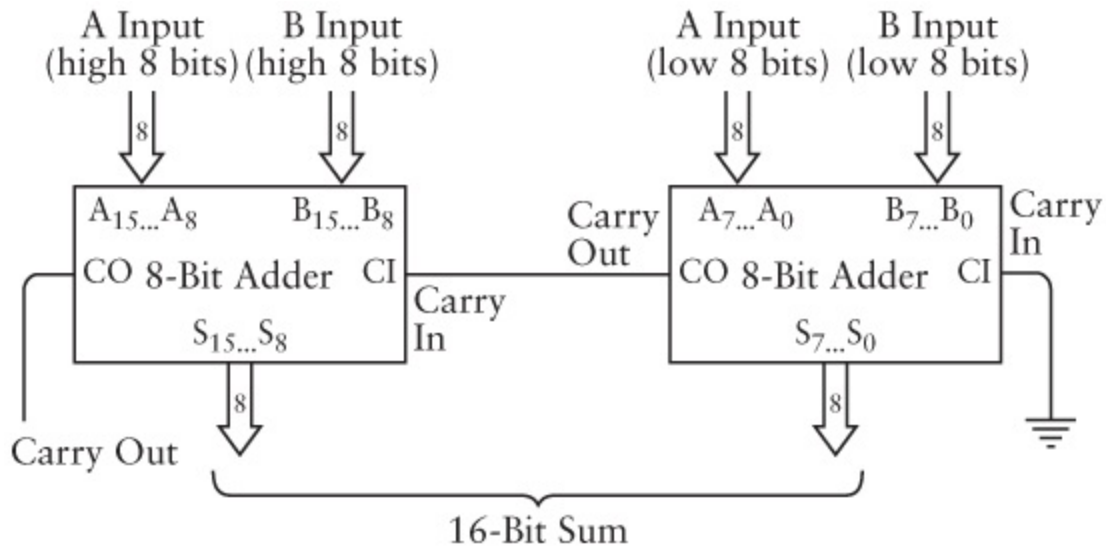 A Input
(high 8 bits)
B Input
(high 8 bits)
A Input
(low 8 bits)
B Input
(low 8 bits)
8
8
8
8
A15...A8
B15...B8
CO 8-Bit Adder CI
S15...S8
Carry
In
Carry
Out
A7...A0
B7...B0
CO 8-Bit Adder CI
S7...S0
Carry
In
8
8
Carry Out
16-Bit Sum